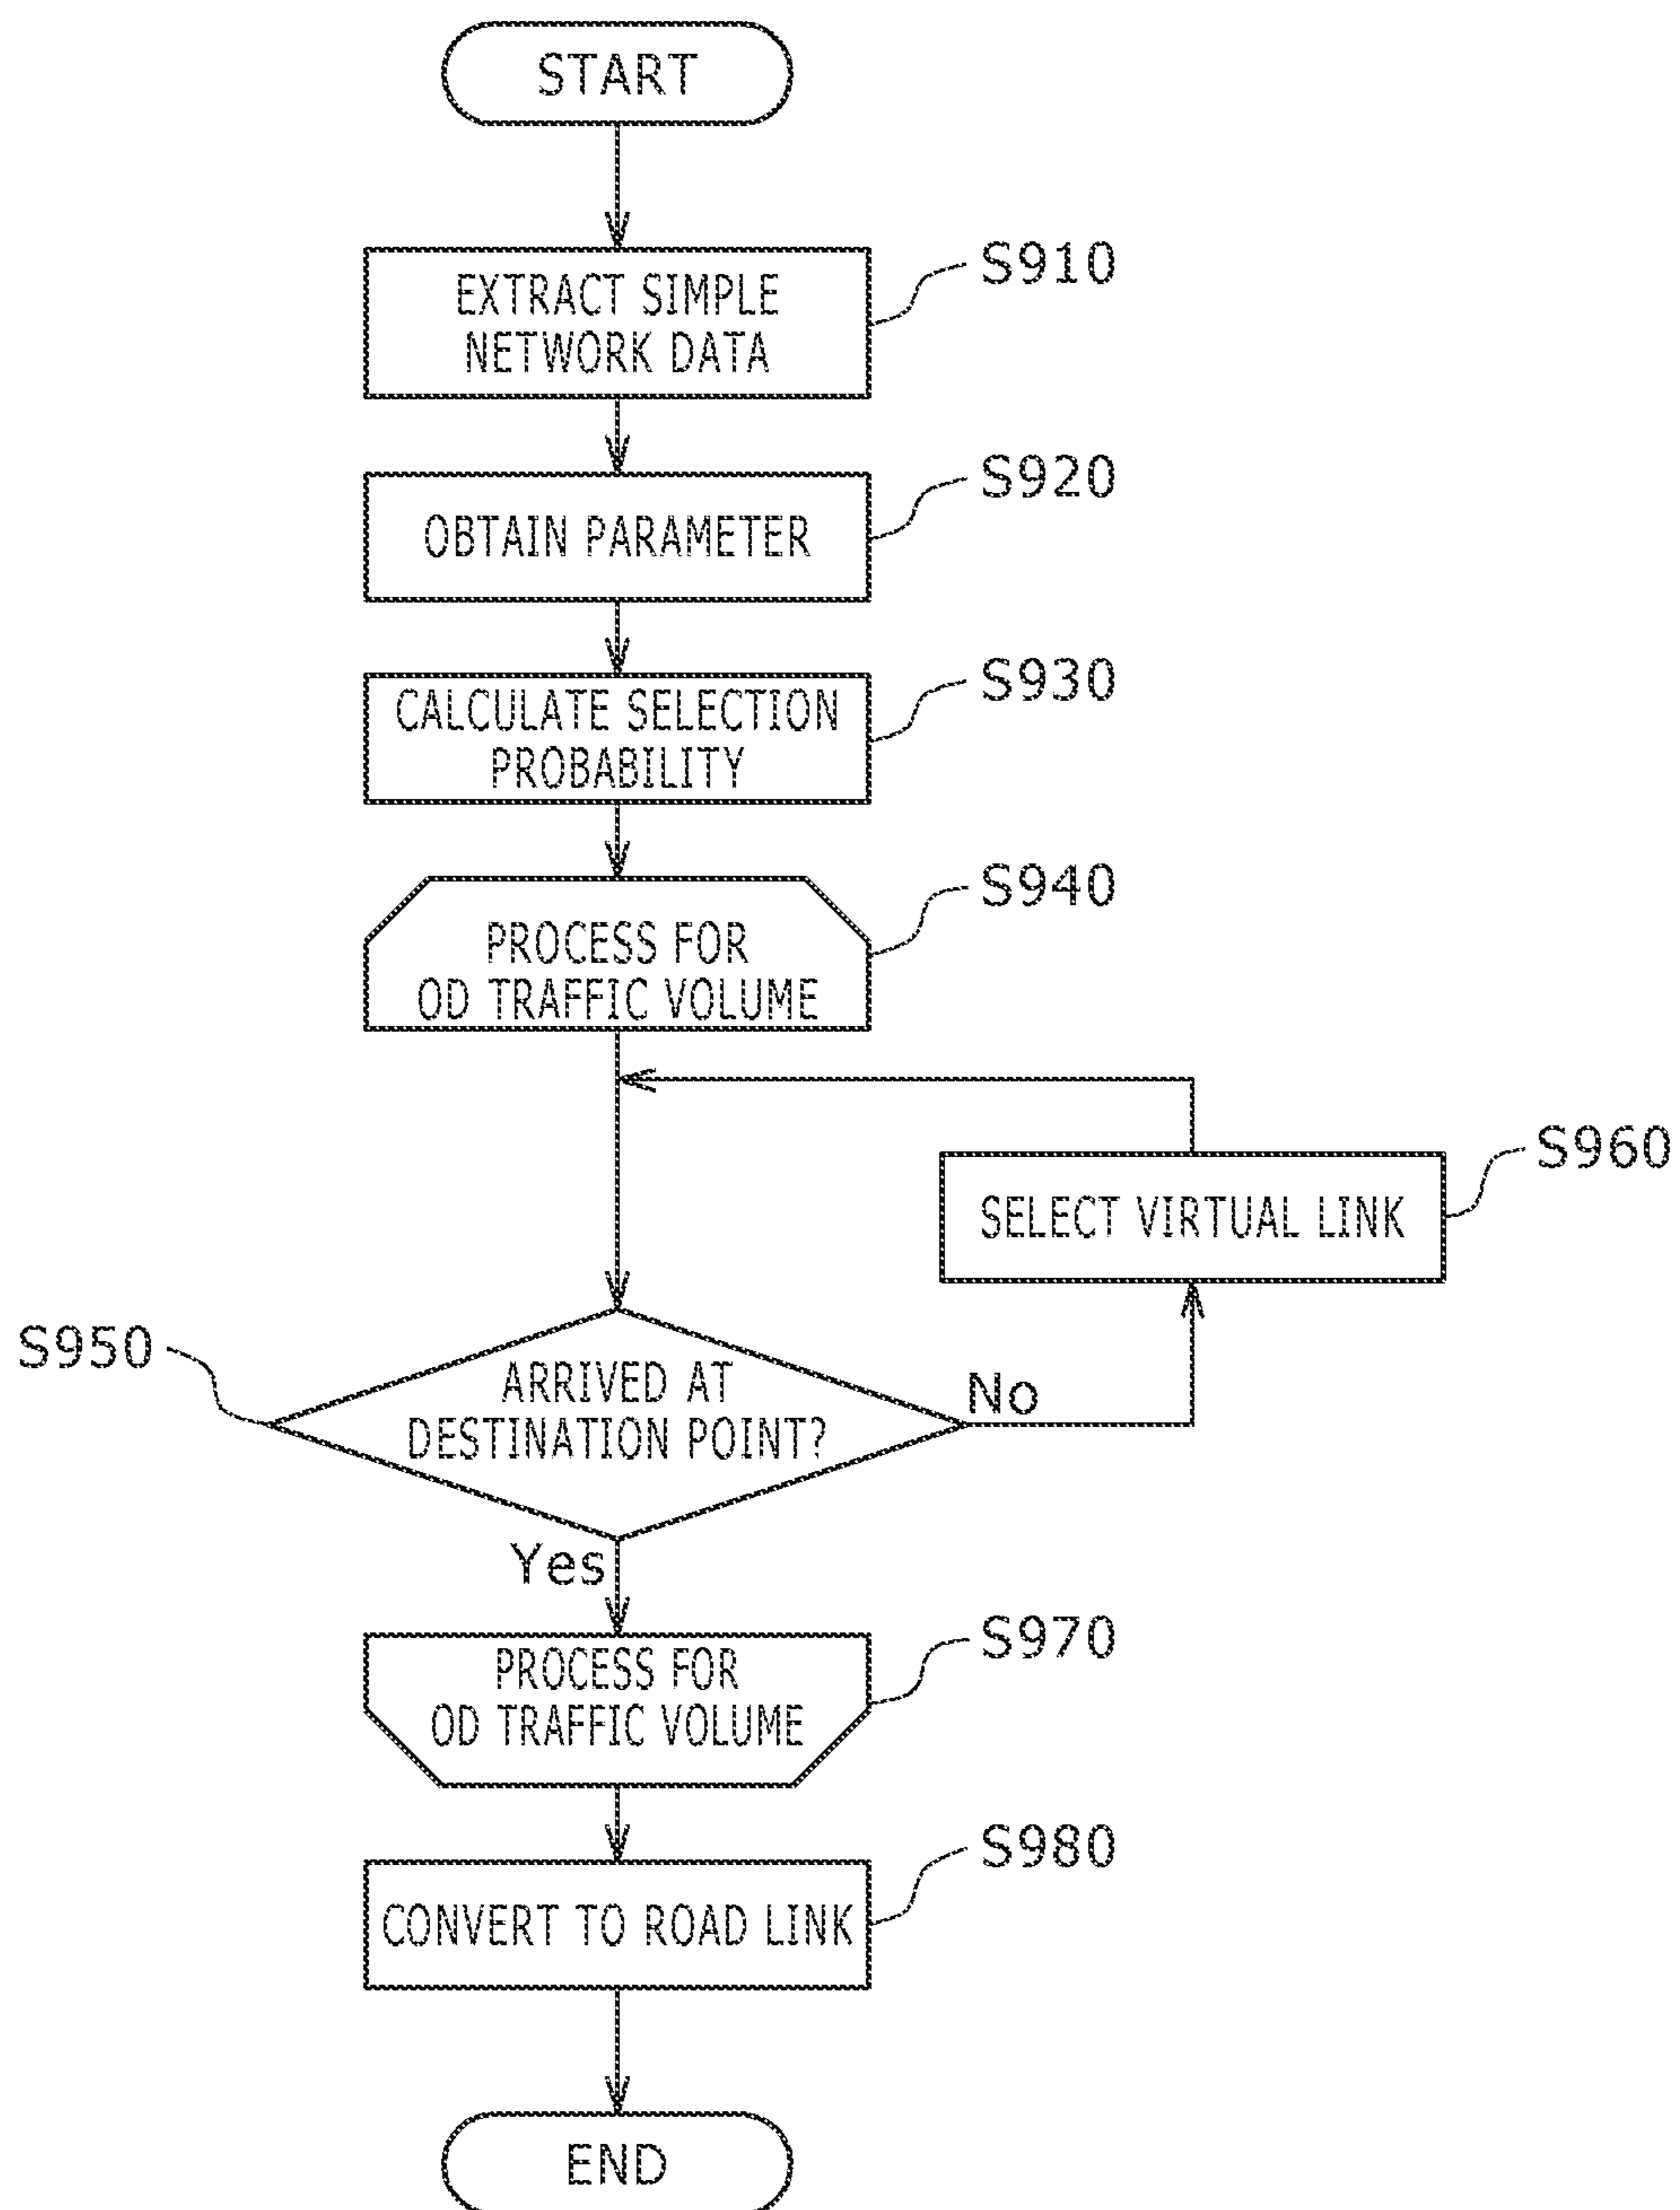 START
S910
EXTRACT SIMPLE
NETWORK DATA
S920
OBTAIN PARAMETER
S930
CALCULATE SELECTION
PROBABILITY
S940
PROCESS FOR
OD TRAFFIC VOLUME
S960
SELECT VIRTUAL LINK
S950
ARRIVED AT
DESTINATION POINT?
No
Yes
S970
PROCESS FOR
OD TRAFFIC VOLUME
S980
CONVERT TO ROAD LINK
END